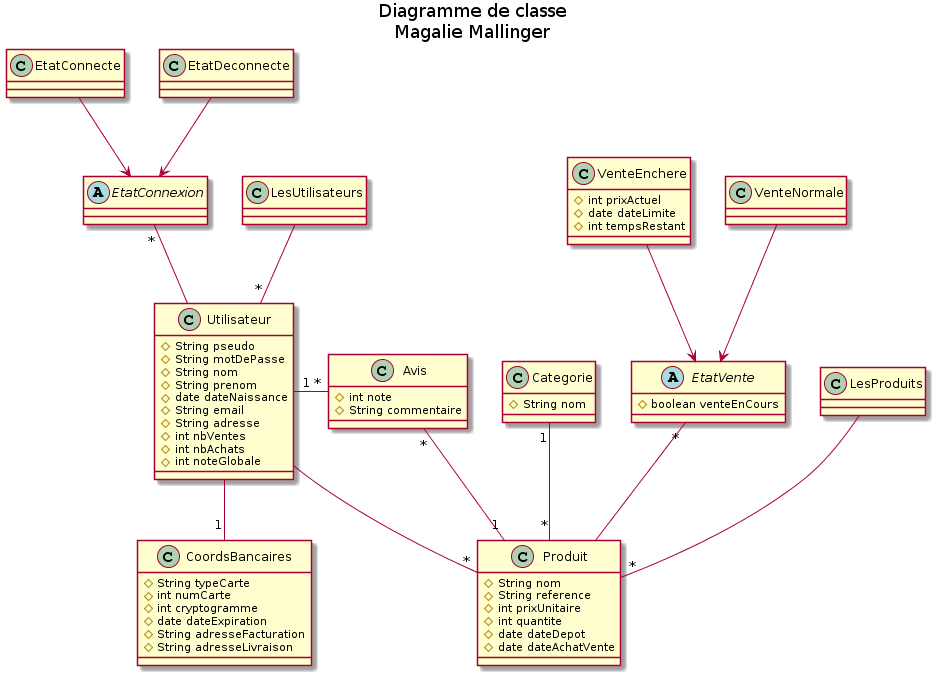 Diagramme de classe
Magalie Mallinger
C EtatConnecte
C EtatDeconnecte
A EtatConnexion
C LesUtilisateurs
C VenteEnchere
int prixActuel
date dateLimite
int tempsRestant
C VenteNormale
*
*
C Utilisateur
String pseudo
String motDePasse
String nom
String prenom
date dateNaissance
String email
String adresse
int nbVentes
int nbAchats
int noteGlobale
1 *
C Avis
int note
String commentaire
C Categorie
String nom
A EtatVente
boolean venteEnCours
C LesProduits
*
1
*
1
1
*
*
*
C CoordsBancaires
String typeCarte
int numCarte
int cryptogramme
date dateExpiration
String adresseFacturation
String adresseLivraison
C Produit
String nom
String reference
int prixUnitaire
int quantite
date dateDepot
date dateAchatVente